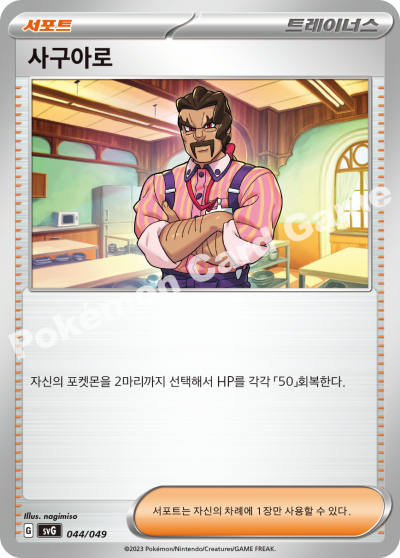 서포트
트레이너스
사구아로
Pokémon Card Game
자신의 포켓몬을 2마리까지 선택해서 HP를 각각 「50」회복한다.
Illus. nagimiso
서포트는 자신의 차례에 1장만 사용할 수 있다.
G svG 044/049
©2023 Pokémon/Nintendo/Creatures/GAME FREAK.